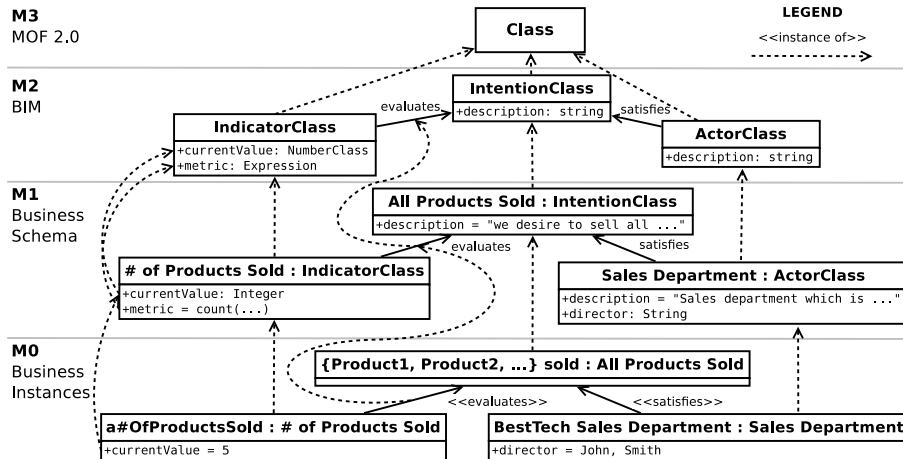 M3
MOF 2.0
Class
LEGEND
<<instance of>>
M2
BIM
IntentionClass
+description: string
evaluates
satisfies
IndicatorClass
+currentValue: NumberClass
+metric: Expression
ActorClass
+description: string
M1
Business
Schema
All Products Sold : IntentionClass
+description = "we desire to sell all ..."
evaluates
satisfies
# of Products Sold : IndicatorClass
+currentValue: Integer
+metric = count(...)
Sales Department : ActorClass
+description = "Sales department which is ..."
+director: String
M0
Business
Instances
{Product1, Product2, ...} sold : All Products Sold
<<evaluates>>
<<satisfies>>
a#OfProductsSold : # of Products Sold
+currentValue = 5
BestTech Sales Department : Sales Department
+director = John, Smith